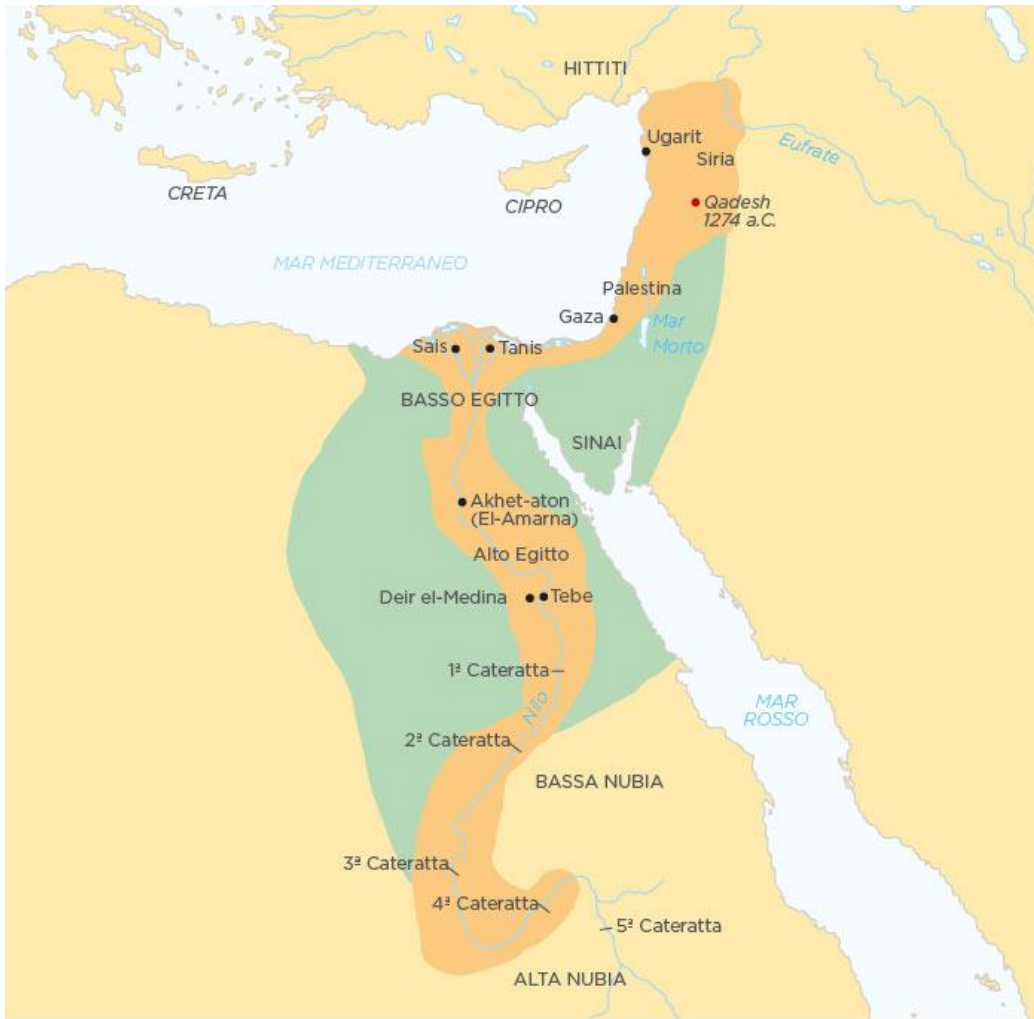 HITTITI
Ugarit
Siria
Eufrate
Qadesh
1274 a.C.
CRETA
CIPRO
MAR MEDITERRANEO
Palestina
Gaza
Mar
Morto
Sais
Tanis
BASSO EGITTO
SINAI
Akhet-aton
(El-Amarna)
Alto Egitto
Deir el-Medina
Tebe
1ª Cateratta
Nilo
MAR
ROSSO
2ª Cateratta
BASSA NUBIA
3ª Cateratta
4ª Cateratta
5ª Cateratta
ALTA NUBIA